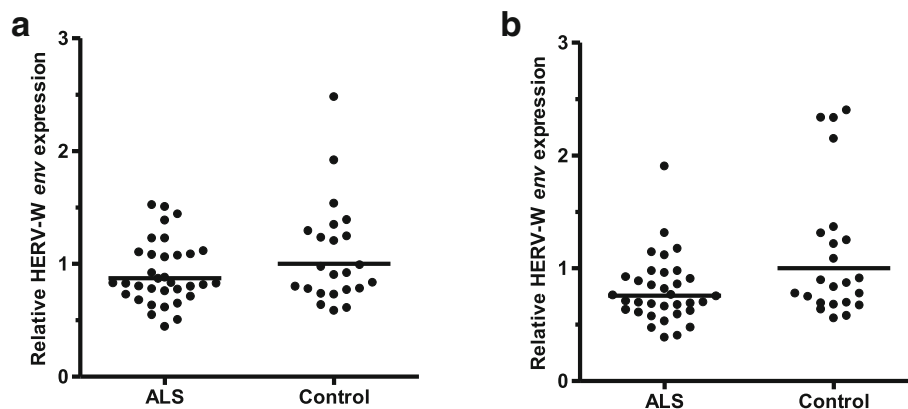 a
Relative HERV-W env expression
3
2
1
0
ALS Control
b
Relative HERV-W env expression
3
2
1
0
ALS Control